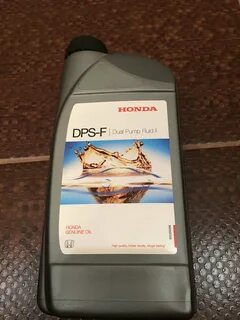 HONDA
DPS-F | Dual Pump Fluid II
HONDA
GENUINE OIL